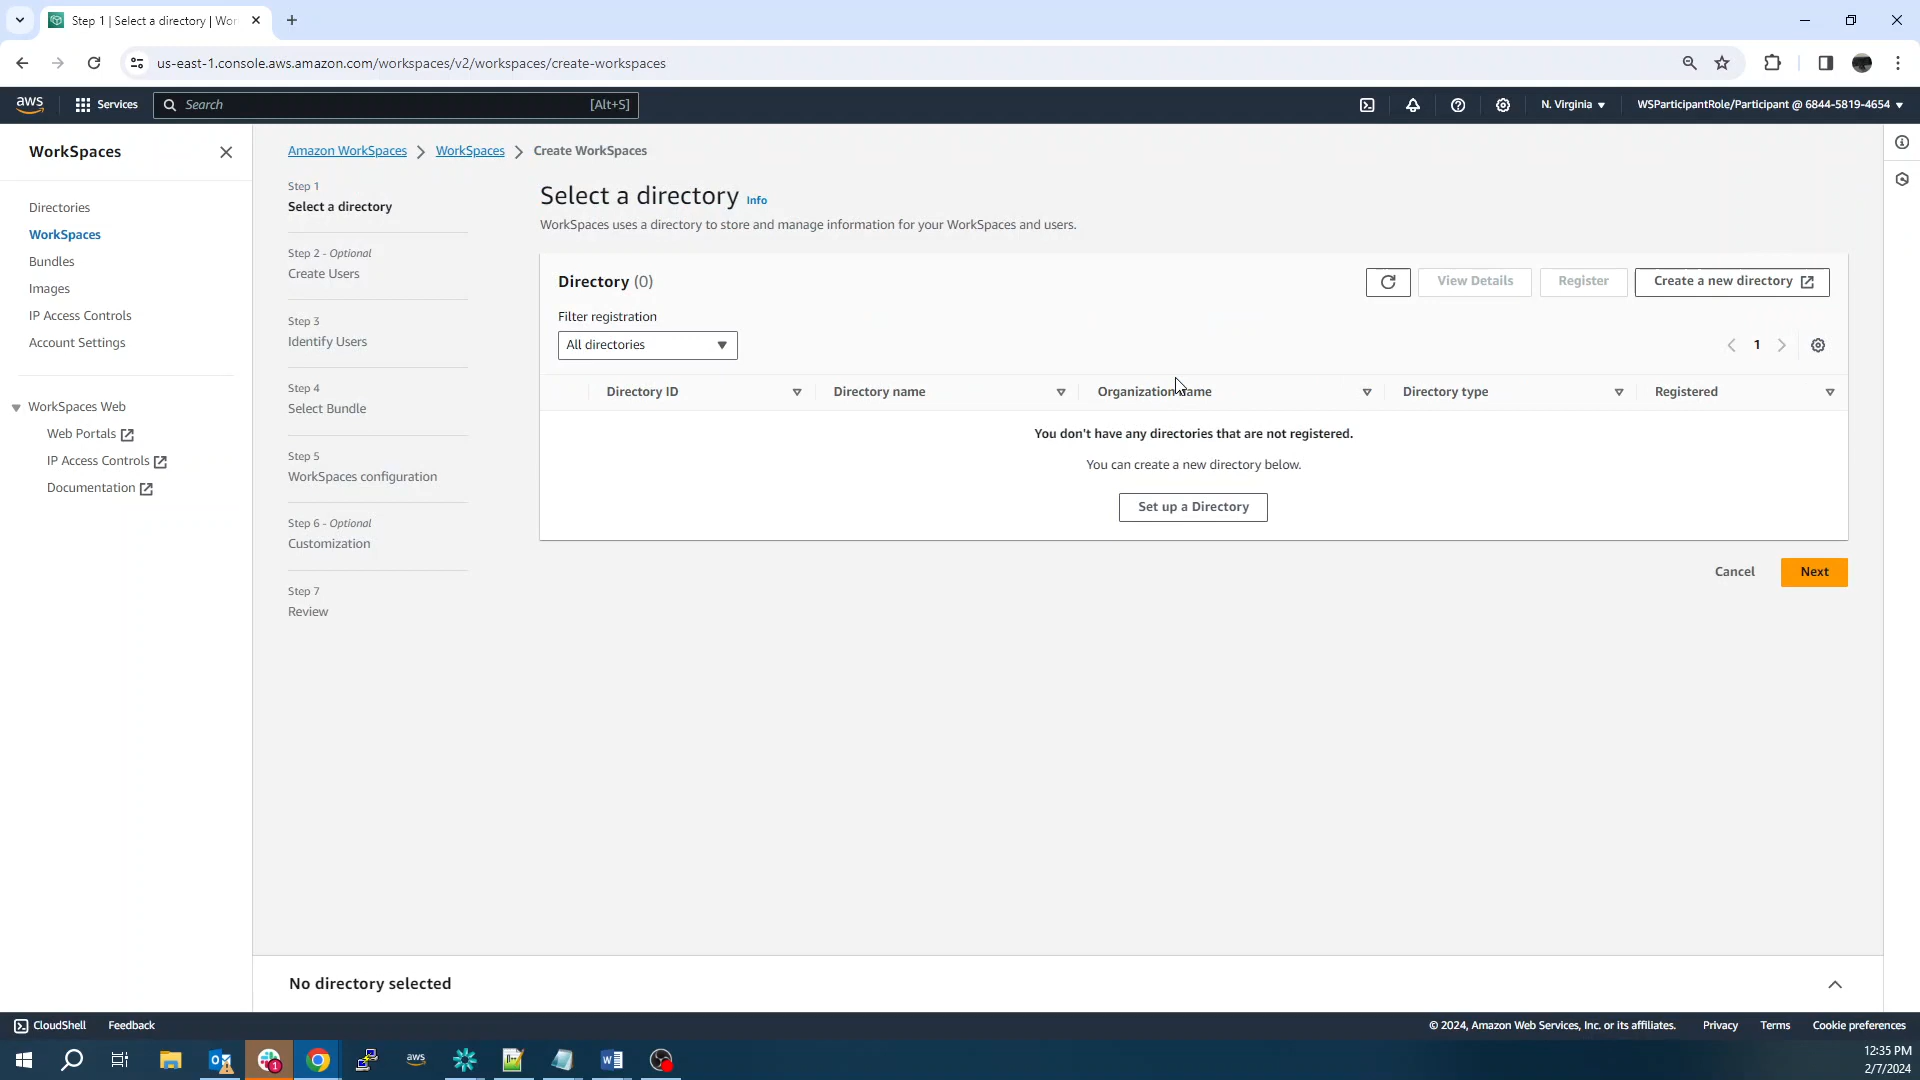 Step 1 | Select a directory | Wor
us-east-1.console.aws.amazon.com/workspaces/v2/workspaces/create-workspaces
aws Services Search [Alt+S] N. Virginia WSParticipantRole/Participant @ 6844-5819-4654
WorkSpaces
Directories
WorkSpaces
Bundles
Images
IP Access Controls
Account Settings
WorkSpaces Web
Web Portals
IP Access Controls
Documentation
Amazon WorkSpaces WorkSpaces Create WorkSpaces
Step 1
Select a directory
Step 2 - Optional
Create Users
Step 3
Identify Users
Step 4
Select Bundle
Step 5
WorkSpaces configuration
Step 6 - Optional
Customization
Step 7
Review
Select a directory Info
WorkSpaces uses a directory to store and manage information for your WorkSpaces and users.
Directory (0) View Details Register Create a new directory
Filter registration
All directories 1
Directory ID Directory name Organization name Directory type Registered
You don't have any directories that are not registered.
You can create a new directory below.
Set up a Directory
Cancel Next
No directory selected
CloudShell Feedback © 2024, Amazon Web Services, Inc. or its affiliates. Privacy Terms Cookie preferences
aws
12:35 PM
2/7/2024